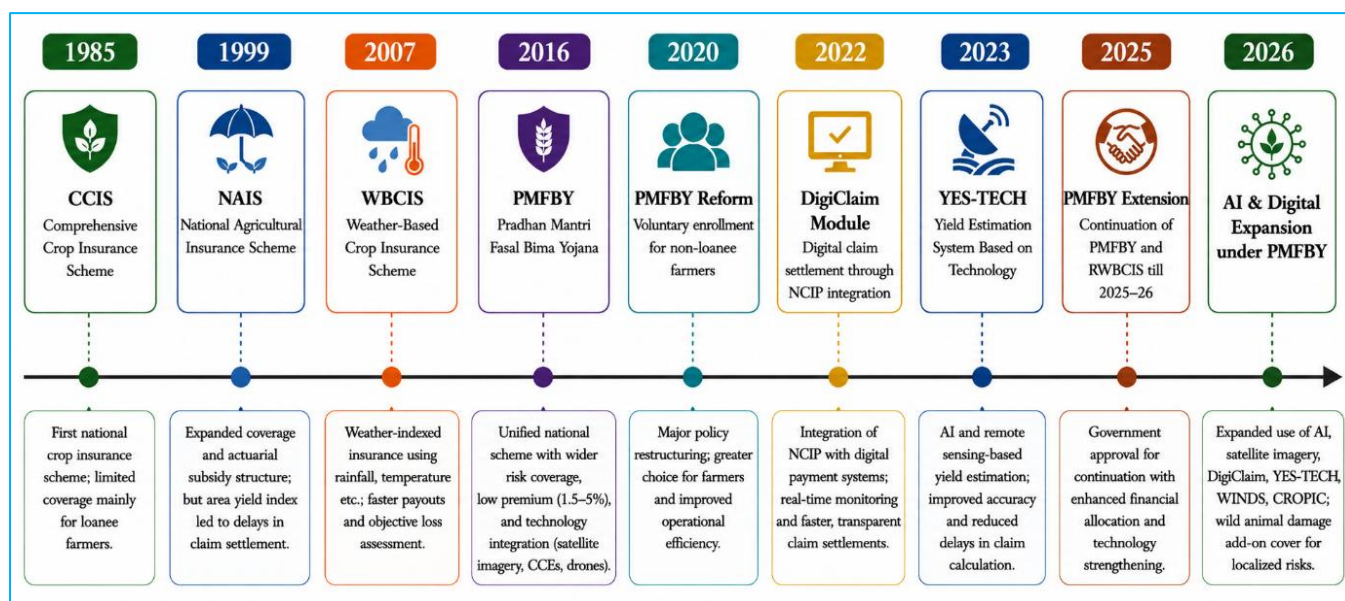 1985
1999
2007
2016
2020
2022
2023
2025
2026
CCIS
Comprehensive
Crop Insurance
Scheme
NAIS
National Agricultural
Insurance Scheme
WBCIS
Weather-Based
Crop Insurance
Scheme
PMFBY
Pradhan Mantri
Fasal Bima Yojana
PMFBY Reform
Voluntary enrollment
for non-loanee
farmers
DigiClaim
Module
Digital claim
settlement through
NCIP integration
YES-TECH
Yield Estimation
System Based on
Technology
PMFBY Extension
Continuation of
PMFBY and
RWBCIS till
2025–26
AI & Digital
Expansion
under PMFBY
First national
crop insurance
scheme; limited
coverage mainly
for loanee
farmers.
Expanded coverage
and actuarial
subsidy structure;
but area yield index
led to delays in
claim settlement.
Weather-indexed
insurance using
rainfall, temperature
etc.; faster payouts
and objective loss
assessment.
Unified national
scheme with wider
risk coverage,
low premium (1.5–5%),
and technology
integration (satellite
imagery, CCEs, drones).
Major policy
restructuring; greater
choice for farmers
and improved
operational
efficiency.
Integration of
NCIP with digital
payment systems;
real-time monitoring
and faster, transparent
claim settlements.
AI and remote
sensing-based
yield estimation;
improved accuracy
and reduced
delays in claim
calculation.
Government
approval for
continuation with
enhanced financial
allocation and
technology
strengthening.
Expanded use of AI,
satellite imagery,
DigiClaim, YES-TECH,
WINDS, CROPIC;
wild animal damage
add-on cover for
localized risks.